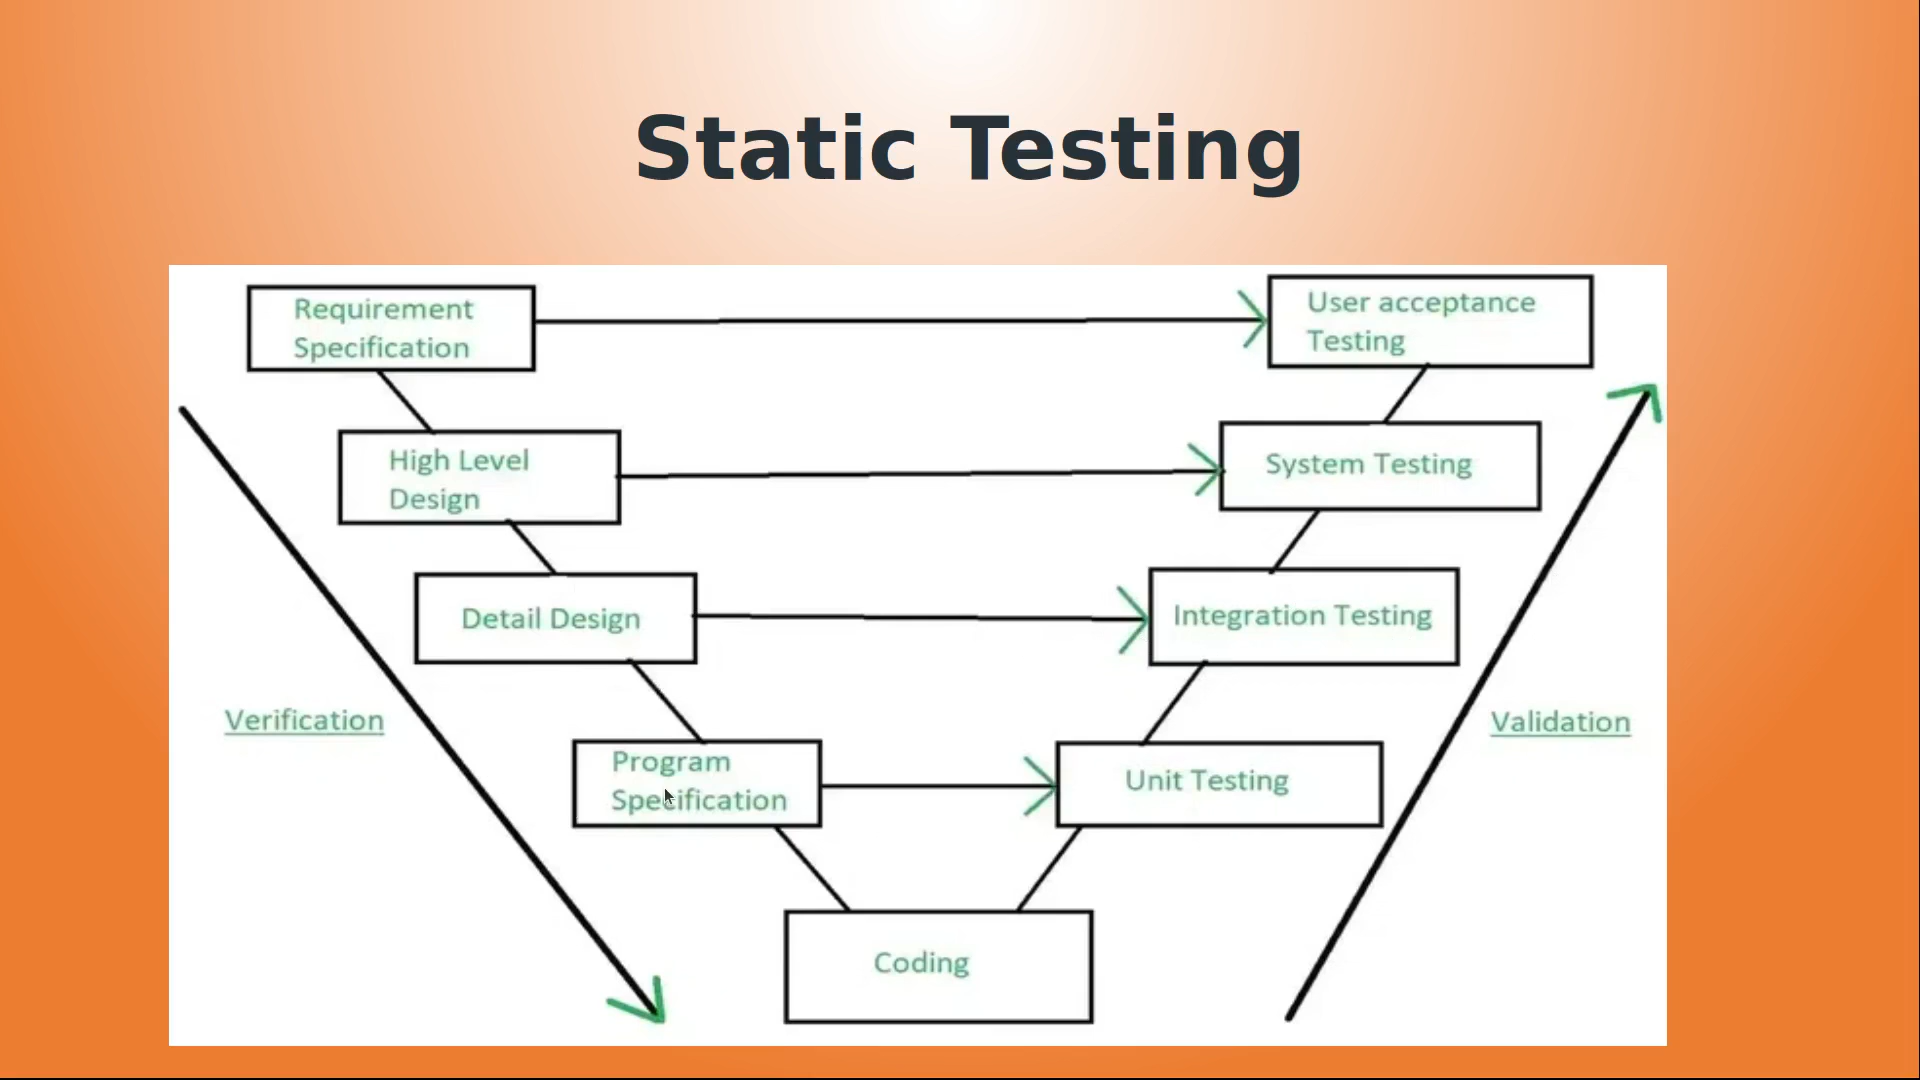 Static Testing
Requirement
Specification
User acceptance
Testing
High Level
Design
System Testing
Detail Design
Integration Testing
Verification
Validation
Program
Specification
Unit Testing
Coding